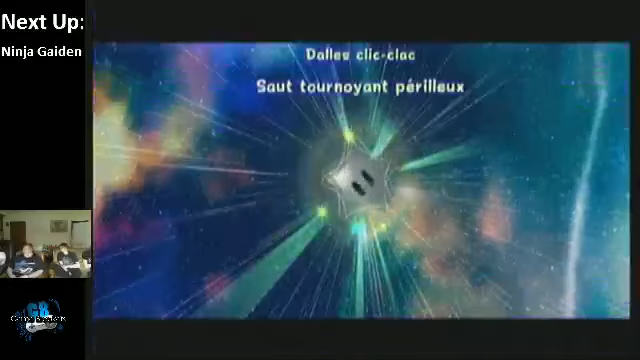 Next Up:
Ninja Gaiden
Dalles clic-clac
Saut tournoyant périlleux